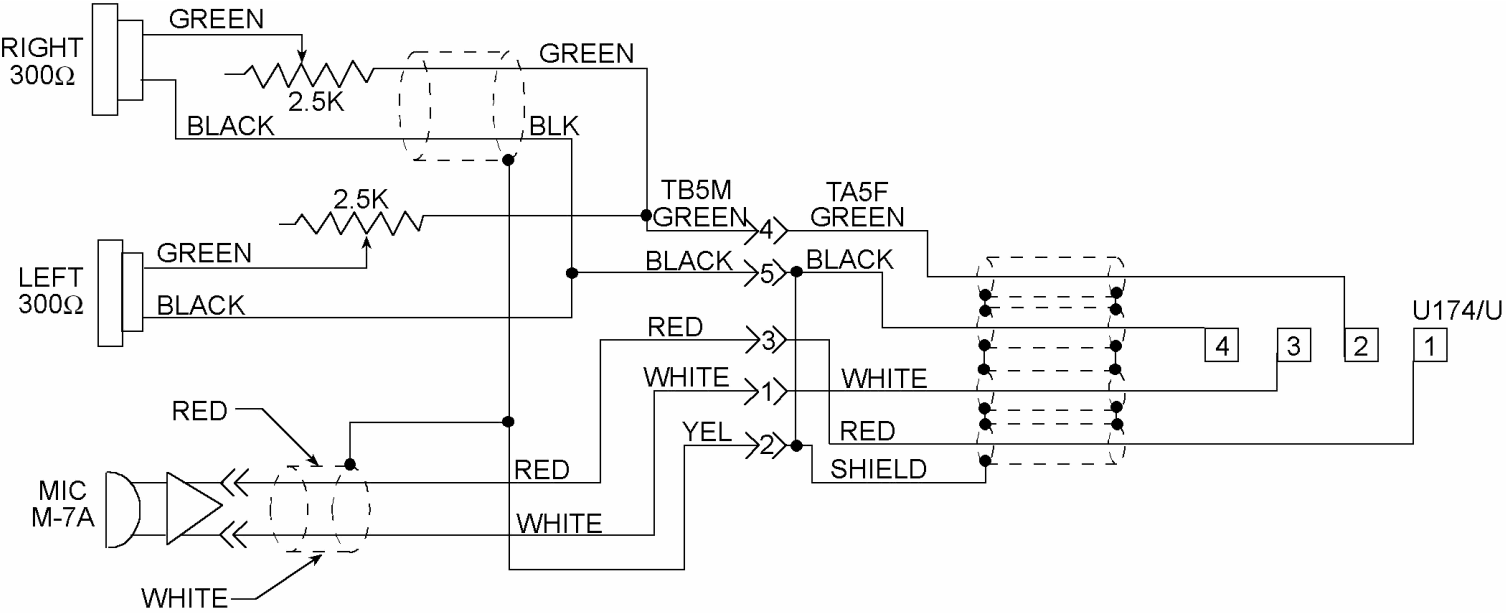 GREEN
RIGHT
300Ω
2.5K
GREEN
BLACK
BLK
2.5K
TB5M
TA5F
GREEN
4
GREEN
GREEN
LEFT
300Ω
BLACK
BLACK
5
BLACK
U174/U
RED
3
4
3
2
1
WHITE
1
WHITE
RED
YEL
2
RED
SHIELD
MIC
M-7A
RED
WHITE
WHITE